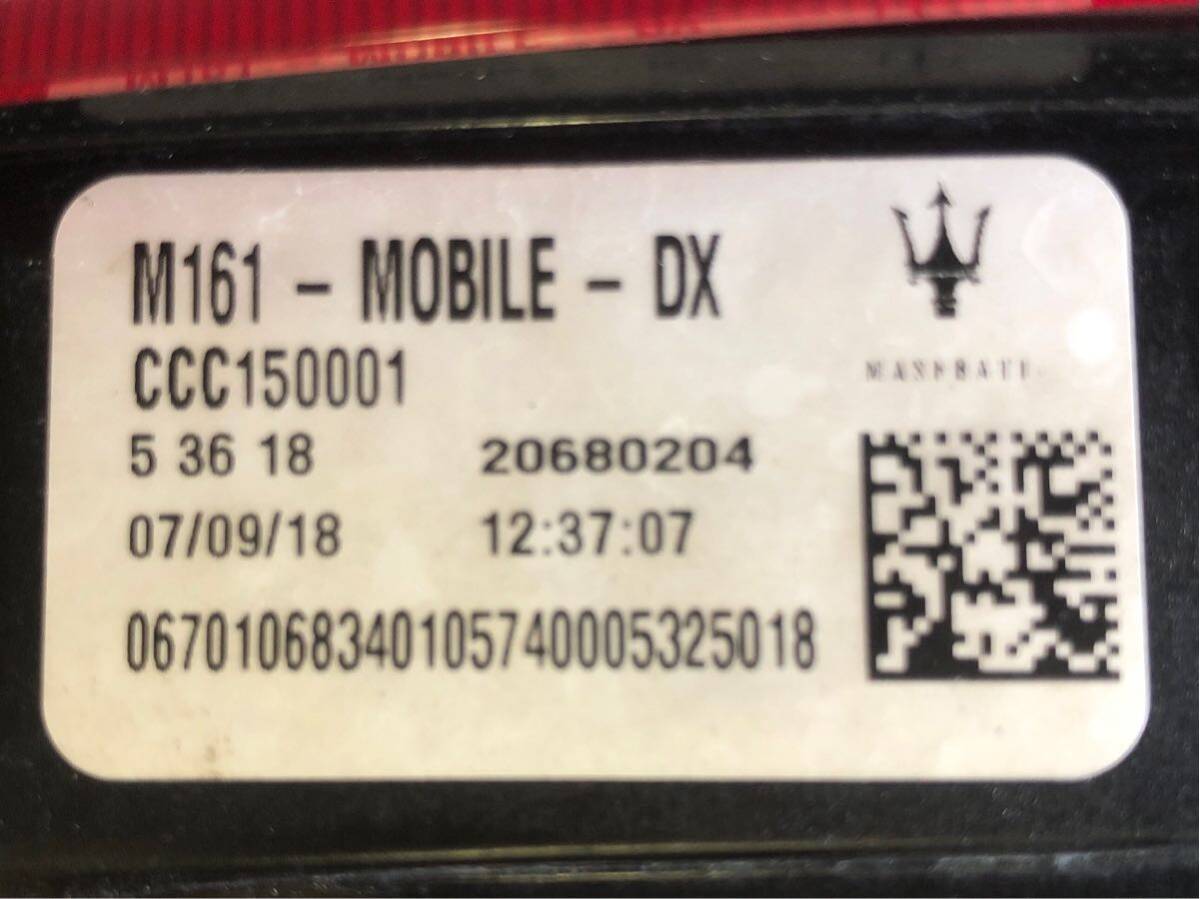 M161 - MOBILE - DX
CCC150001
5 36 18 20680204
07/09/18 12:37:07
06701068340105740005325018
MASERATI